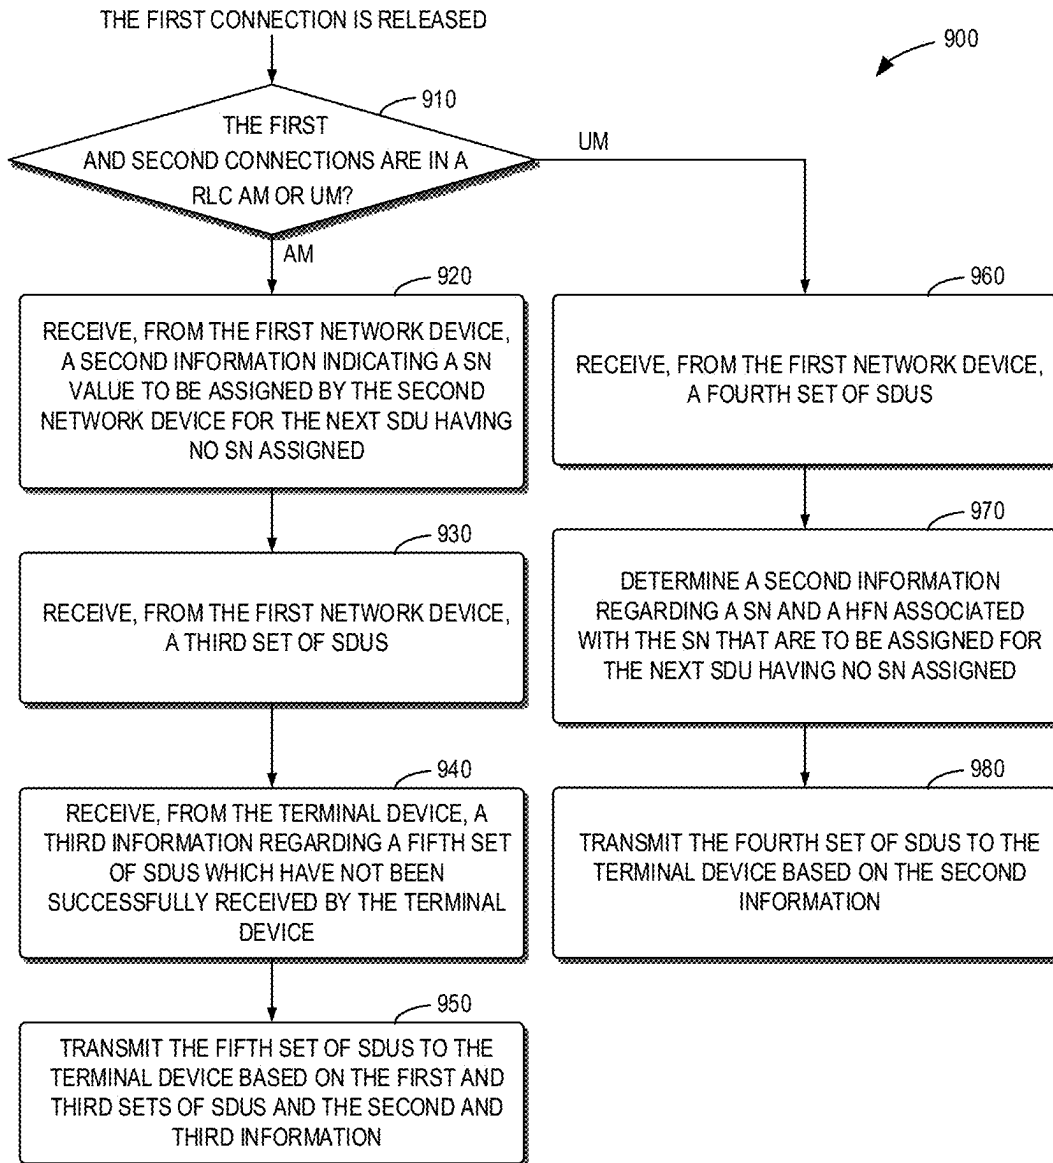 THE FIRST CONNECTION IS RELEASED
900
910
THE FIRST
AND SECOND CONNECTIONS ARE IN A
RLC AM OR UM?
UM
AM
920
RECEIVE, FROM THE FIRST NETWORK DEVICE,
A SECOND INFORMATION INDICATING A SN
VALUE TO BE ASSIGNED BY THE SECOND
NETWORK DEVICE FOR THE NEXT SDU HAVING
NO SN ASSIGNED
930
RECEIVE, FROM THE FIRST NETWORK DEVICE,
A THIRD SET OF SDUS
940
RECEIVE, FROM THE TERMINAL DEVICE, A
THIRD INFORMATION REGARDING A FIFTH SET
OF SDUS WHICH HAVE NOT BEEN
SUCCESSFULLY RECEIVED BY THE TERMINAL
DEVICE
950
TRANSMIT THE FIFTH SET OF SDUS TO THE
TERMINAL DEVICE BASED ON THE FIRST AND
THIRD SETS OF SDUS AND THE SECOND AND
THIRD INFORMATION
960
RECEIVE, FROM THE FIRST NETWORK DEVICE,
A FOURTH SET OF SDUS
970
DETERMINE A SECOND INFORMATION
REGARDING A SN AND A HFN ASSOCIATED
WITH THE SN THAT ARE TO BE ASSIGNED FOR
THE NEXT SDU HAVING NO SN ASSIGNED
980
TRANSMIT THE FOURTH SET OF SDUS TO THE
TERMINAL DEVICE BASED ON THE SECOND
INFORMATION